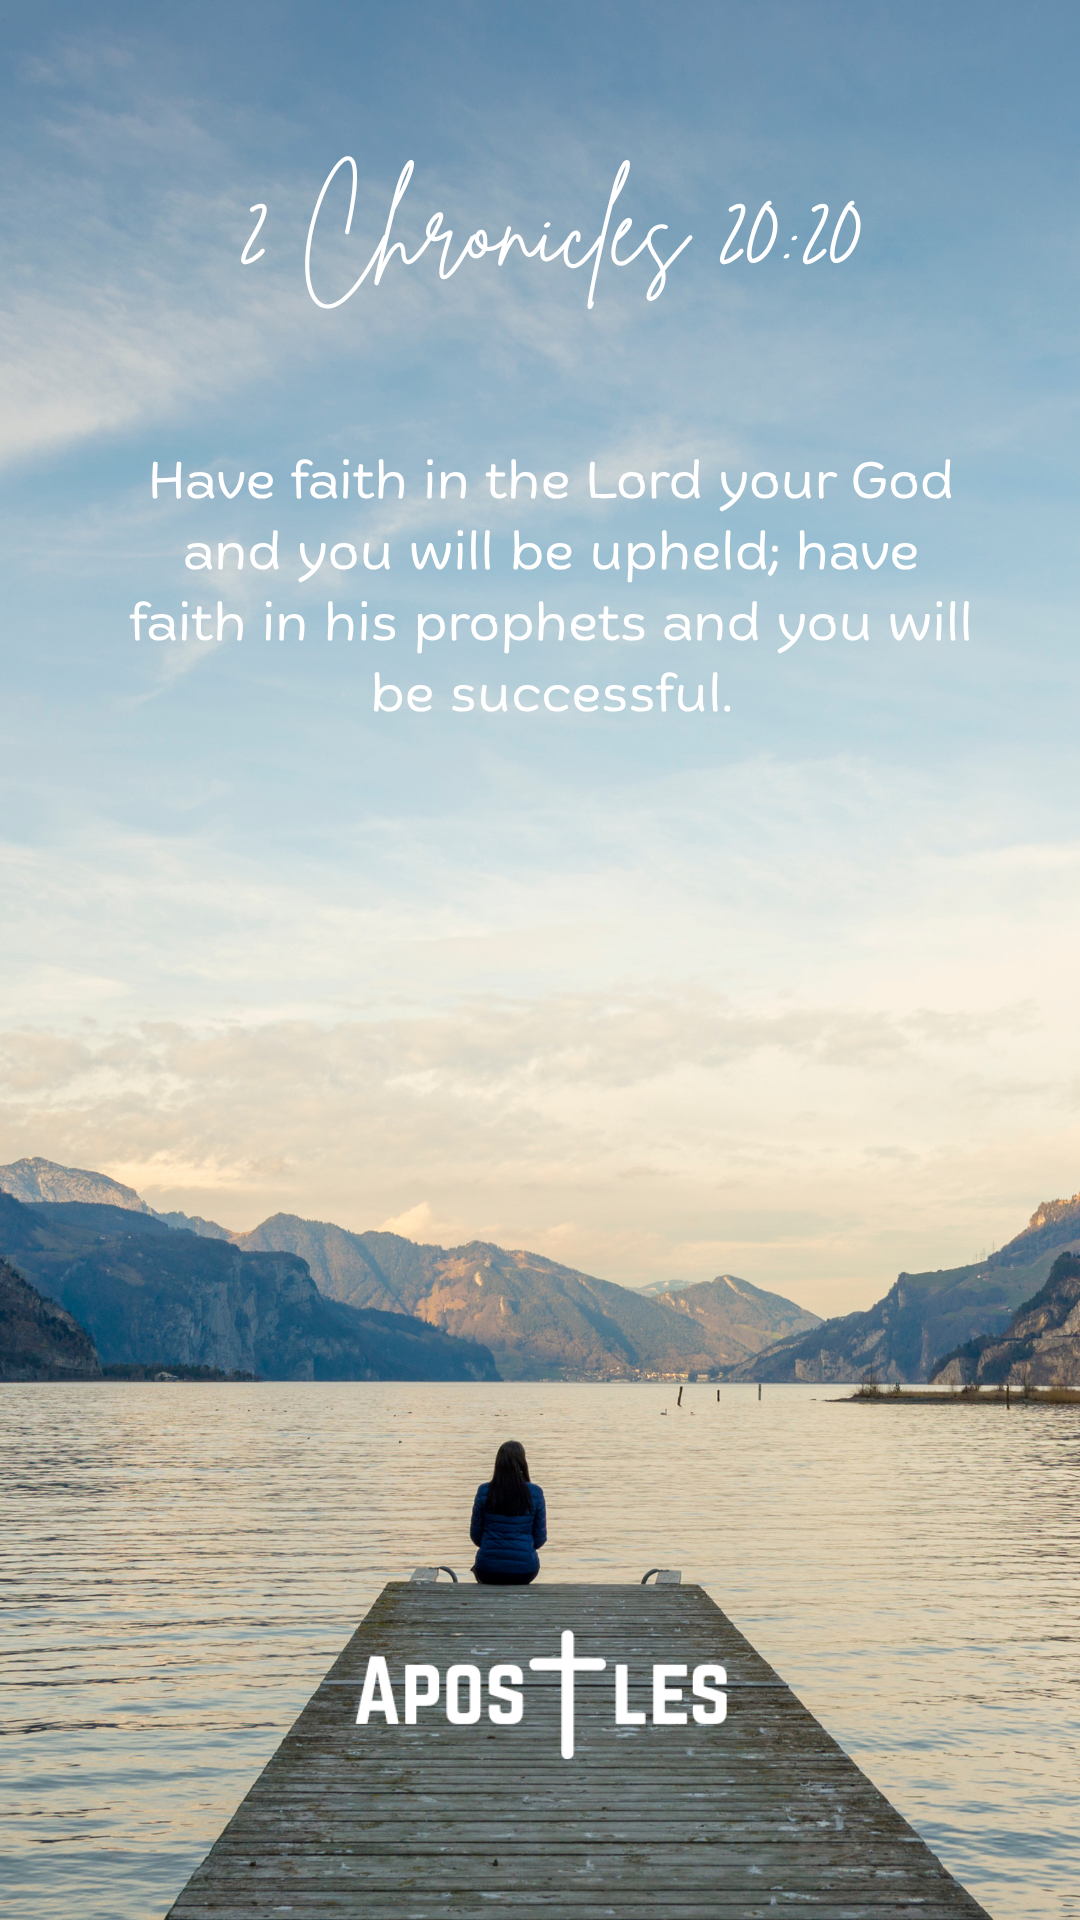 2 Chronicles 20:20
Have faith in the Lord your God
and you will be upheld; have
faith in his prophets and you will
be successful.
APOSTLES